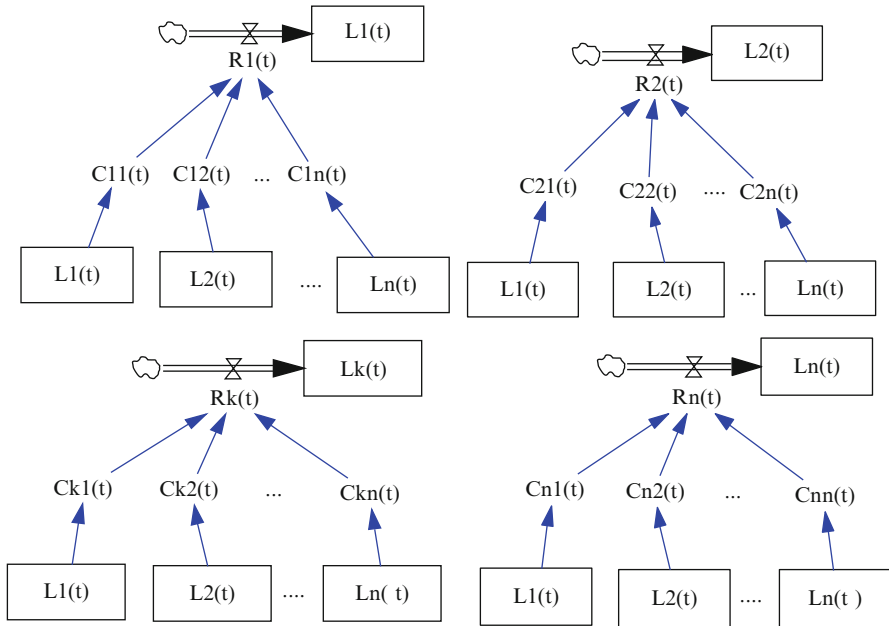 L1(t)
R1(t)
C11(t) C12(t) ... C1n(t)
L1(t) L2(t) .... Ln(t)
L2(t)
R2(t)
C21(t) C22(t) .... C2n(t)
L1(t) L2(t) ... Ln(t)
Lk(t)
Rk(t)
Ck1(t) Ck2(t) ... Ckn(t)
L1(t) L2(t) .... Ln( t)
Ln(t)
Rn(t)
Cn1(t) Cn2(t) ... Cnn(t)
L1(t) L2(t) .... Ln(t )